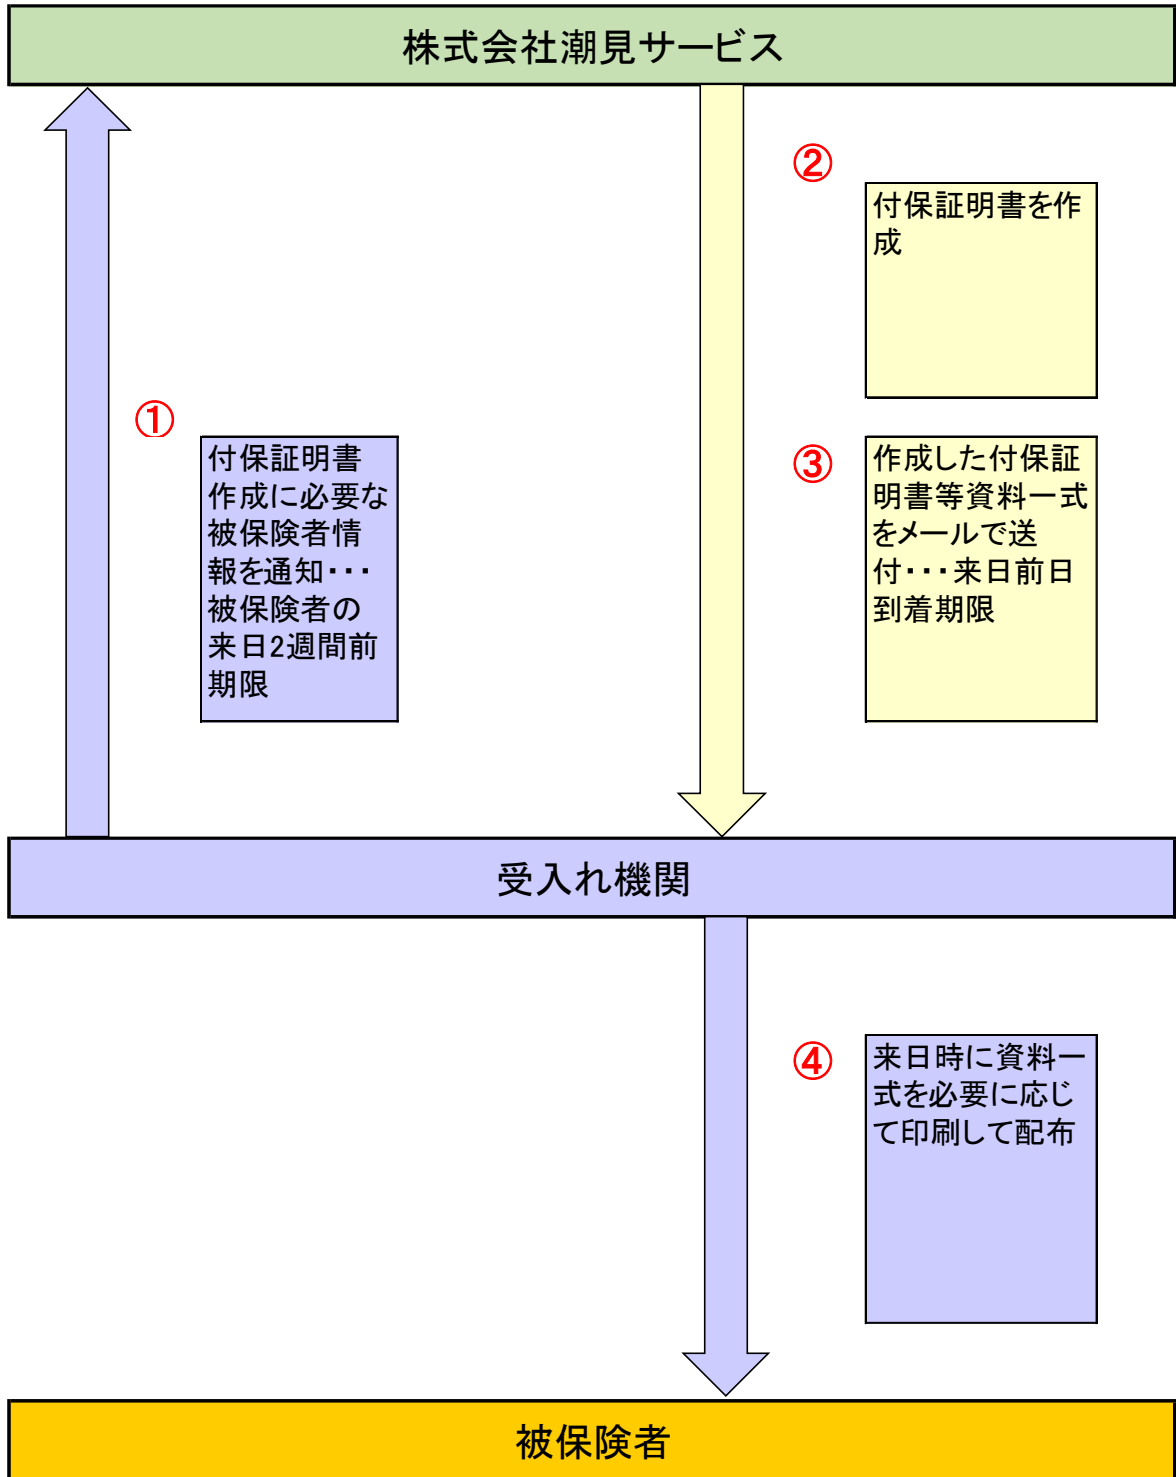 株式会社潮見サービス
①
付保証明書
作成に必要な
被保険者情
報を通知・・・
被保険者の
来日2週間前
期限
②
付保証明書を作
成
③
作成した付保証
明書等資料一式
をメールで送
付・・・来日前日
到着期限
受入れ機関
④
来日時に資料一
式を必要に応じ
て印刷して配布
被保険者